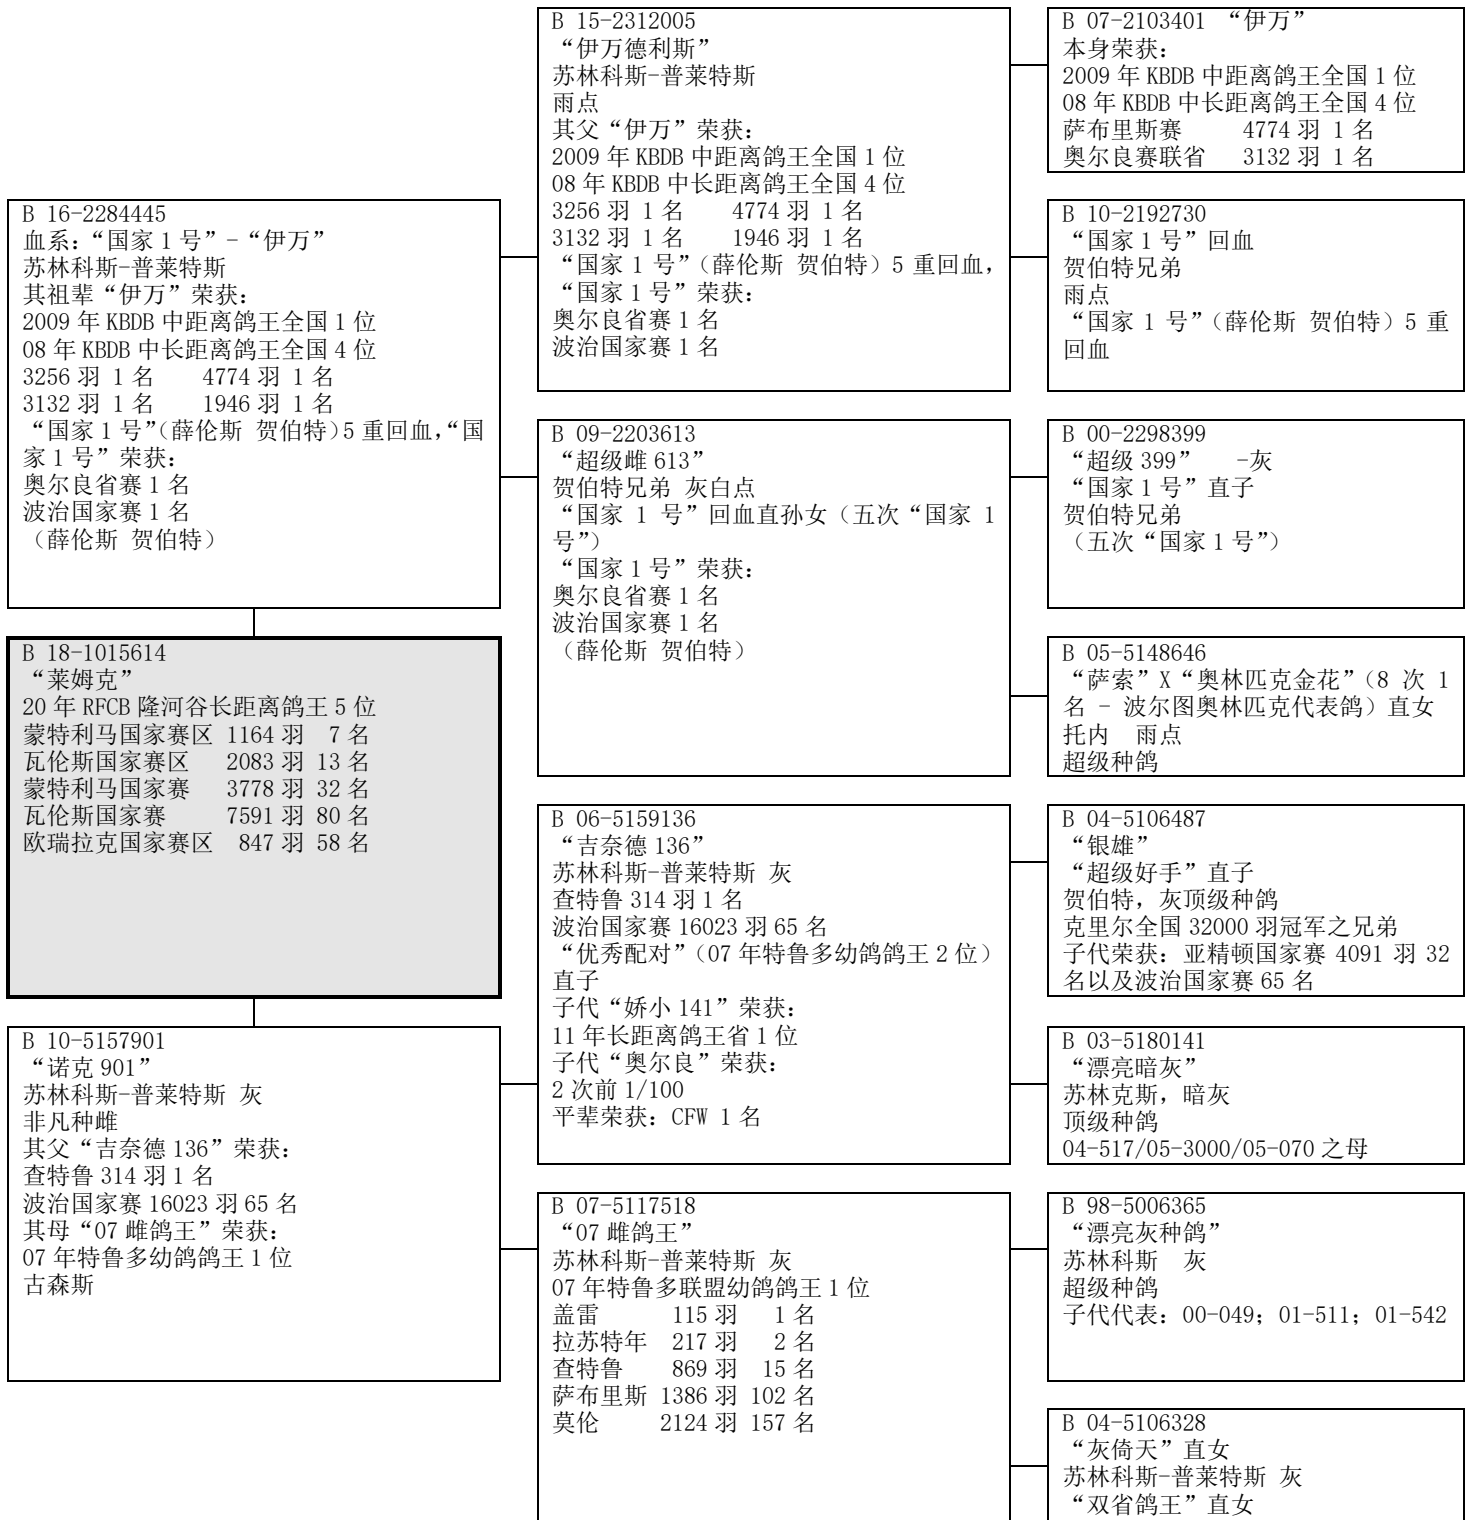 B 16-2284445
血系：“国家 1 号”-“伊万”
苏林科斯-普莱特斯
其祖辈“伊万”荣获：
2009 年 KBDB 中距离鸽王全国 1 位
08 年 KBDB 中长距离鸽王全国 4 位
3256 羽 1 名 4774 羽 1 名
3132 羽 1 名 1946 羽 1 名
“国家 1 号”（薛伦斯 贺伯特）5 重回血，“国
家 1 号”荣获：
奥尔良省赛 1 名
波治国家赛 1 名
（薛伦斯 贺伯特）
B 18-1015614
“莱姆克”
20 年 RFCB 隆河谷长距离鸽王 5 位
蒙特利马国家赛区 1164 羽 7 名
瓦伦斯国家赛区 2083 羽 13 名
蒙特利马国家赛 3778 羽 32 名
瓦伦斯国家赛 7591 羽 80 名
欧瑞拉克国家赛区 847 羽 58 名
B 10-5157901
“诺克 901”
苏林科斯-普莱特斯 灰
非凡种雌
其父“吉奈德 136”荣获：
查特鲁 314 羽 1 名
波治国家赛 16023 羽 65 名
其母“07 雌鸽王”荣获：
07 年特鲁多幼鸽鸽王 1 位
古森斯
B 15-2312005
“伊万德利斯”
苏林科斯-普莱特斯
雨点
其父“伊万”荣获：
2009 年 KBDB 中距离鸽王全国 1 位
08 年 KBDB 中长距离鸽王全国 4 位
3256 羽 1 名 4774 羽 1 名
3132 羽 1 名 1946 羽 1 名
“国家 1 号”（薛伦斯 贺伯特）5 重回血，
“国家 1 号”荣获：
奥尔良省赛 1 名
波治国家赛 1 名
B 09-2203613
“超级雌 613”
贺伯特兄弟 灰白点
“国家 1 号”回血直孙女（五次“国家 1
号”）
“国家 1 号”荣获：
奥尔良省赛 1 名
波治国家赛 1 名
（薛伦斯 贺伯特）
B 06-5159136
“吉奈德 136”
苏林科斯-普莱特斯 灰
查特鲁 314 羽 1 名
波治国家赛 16023 羽 65 名
“优秀配对”（07 年特鲁多幼鸽鸽王 2 位）
直子
子代“娇小 141”荣获：
11 年长距离鸽王省 1 位
子代“奥尔良”荣获：
2 次前 1/100
平辈荣获：CFW 1 名
B 07-5117518
“07 雌鸽王”
苏林科斯-普莱特斯 灰
07 年特鲁多联盟幼鸽鸽王 1 位
盖雷 115 羽 1 名
拉苏特年 217 羽 2 名
查特鲁 869 羽 15 名
萨布里斯 1386 羽 102 名
莫伦 2124 羽 157 名
B 07-2103401 “伊万”
本身荣获：
2009 年 KBDB 中距离鸽王全国 1 位
08 年 KBDB 中长距离鸽王全国 4 位
萨布里斯赛 4774 羽 1 名
奥尔良赛联省 3132 羽 1 名
B 10-2192730
“国家 1 号”回血
贺伯特兄弟
雨点
“国家 1 号”（薛伦斯 贺伯特）5 重
回血
B 00-2298399
“超级 399” -灰
“国家 1 号”直子
贺伯特兄弟
（五次“国家 1 号”）
B 05-5148646
“萨索”X“奥林匹克金花”（8 次 1
名 - 波尔图奥林匹克代表鸽）直女
托内 雨点
超级种鸽
B 04-5106487
“银雄”
“超级好手”直子
贺伯特，灰顶级种鸽
克里尔全国 32000 羽冠军之兄弟
子代荣获：亚精顿国家赛 4091 羽 32
名以及波治国家赛 65 名
B 03-5180141
“漂亮暗灰”
苏林克斯，暗灰
顶级种鸽
04-517/05-3000/05-070 之母
B 98-5006365
“漂亮灰种鸽”
苏林科斯 灰
超级种鸽
子代代表：00-049；01-511；01-542
B 04-5106328
“灰倚天”直女
苏林科斯-普莱特斯 灰
“双省鸽王”直女